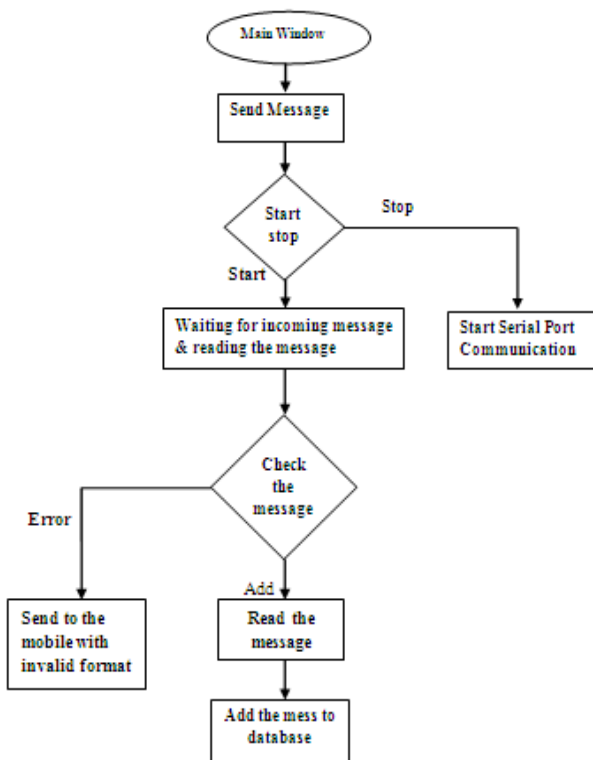 Main Window
Send Message
Start
stop
Stop
Start
Waiting for incoming message
& reading the message
Start Serial Port
Communication
Check
the
message
Error
Add
Send to the
mobile with
invalid format
Read the
message
Add the mess to
database